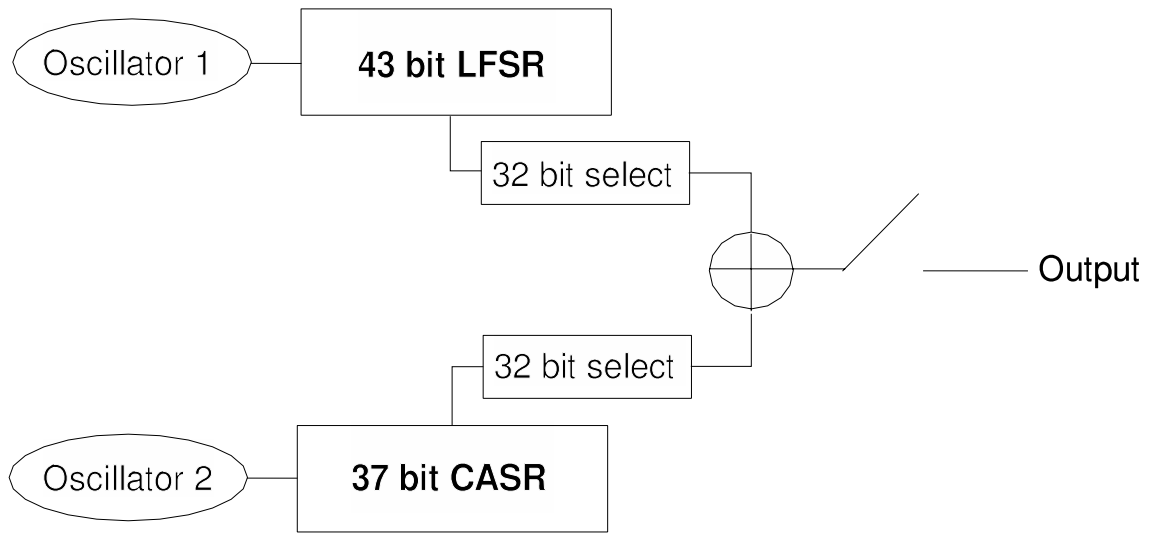 Oscillator 1
43 bit LFSR
32 bit select
Output
32 bit select
Oscillator 2
37 bit CASR